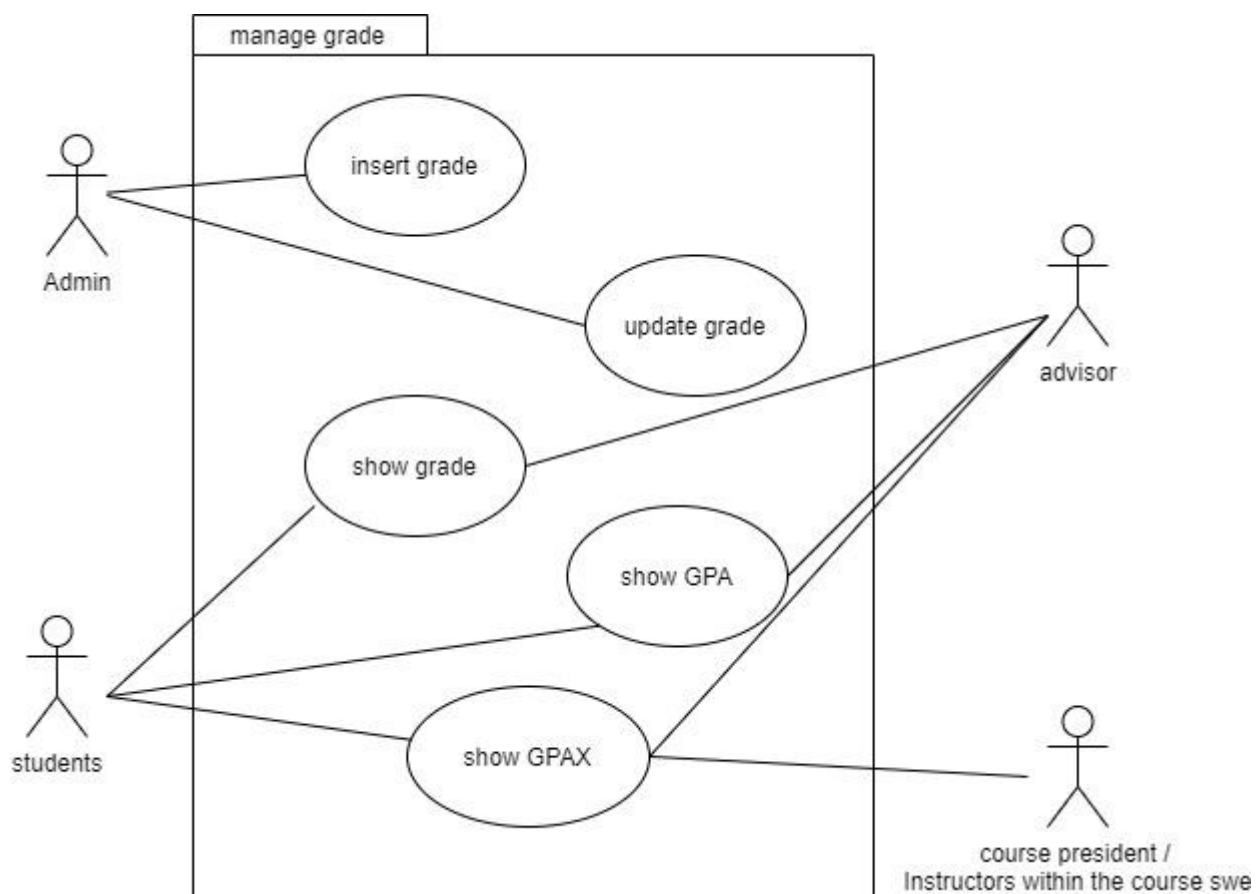 manage grade
insert grade
Admin
update grade
advisor
show grade
show GPA
students
show GPAX
course president /
Instructors within the course swe